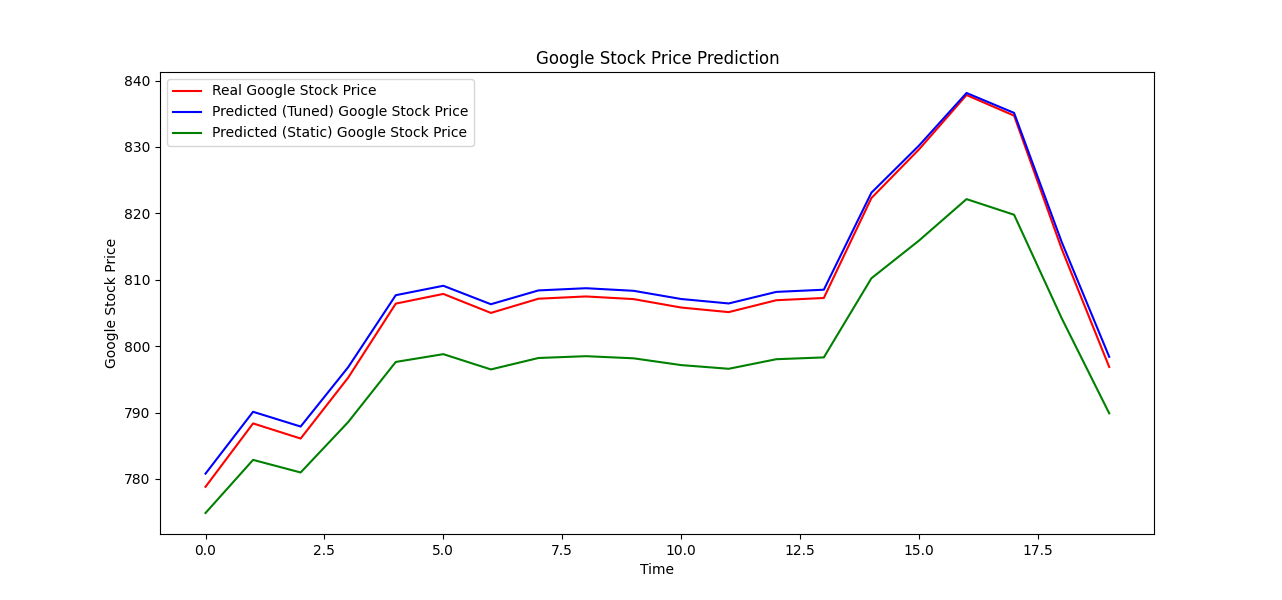 Google Stock Price Prediction
Real Google Stock Price
Predicted (Tuned) Google Stock Price
Predicted (Static) Google Stock Price
Google Stock Price
840
830
820
810
800
790
780
0.0 2.5 5.0 7.5 10.0 12.5 15.0 17.5
Time